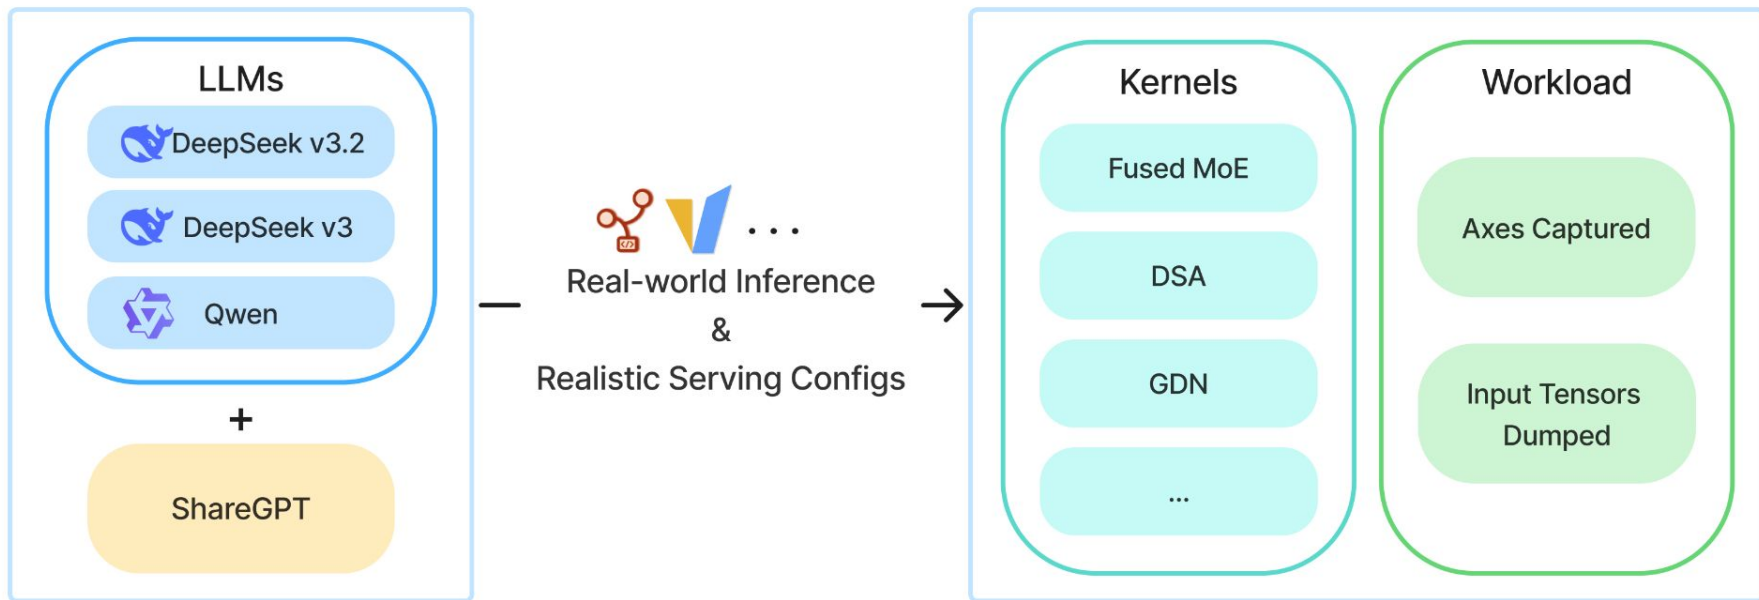 LLMs
DeepSeek v3.2
DeepSeek v3
Qwen
+
ShareGPT
...
Real-world Inference
&
Realistic Serving Configs
Kernels
Fused MoE
DSA
GDN
...
Workload
Axes Captured
Input Tensors
Dumped